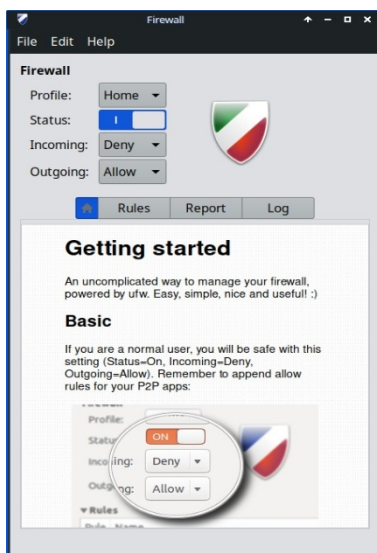 Firewall
File Edit Help
Firewall
Profile: Home
Status:
Incoming: Deny
Outgoing: Allow
Rules Report Log
Getting started
An uncomplicated way to manage your firewall,
powered by ufw. Easy, simple, nice and useful! :)
Basic
If you are a normal user, you will be safe with this
setting (Status=On, Incoming=Deny,
Outgoing=Allow). Remember to append allow
rules for your P2P apps:
Profile:
ON
Deny
Allow
Rules
Rule Name